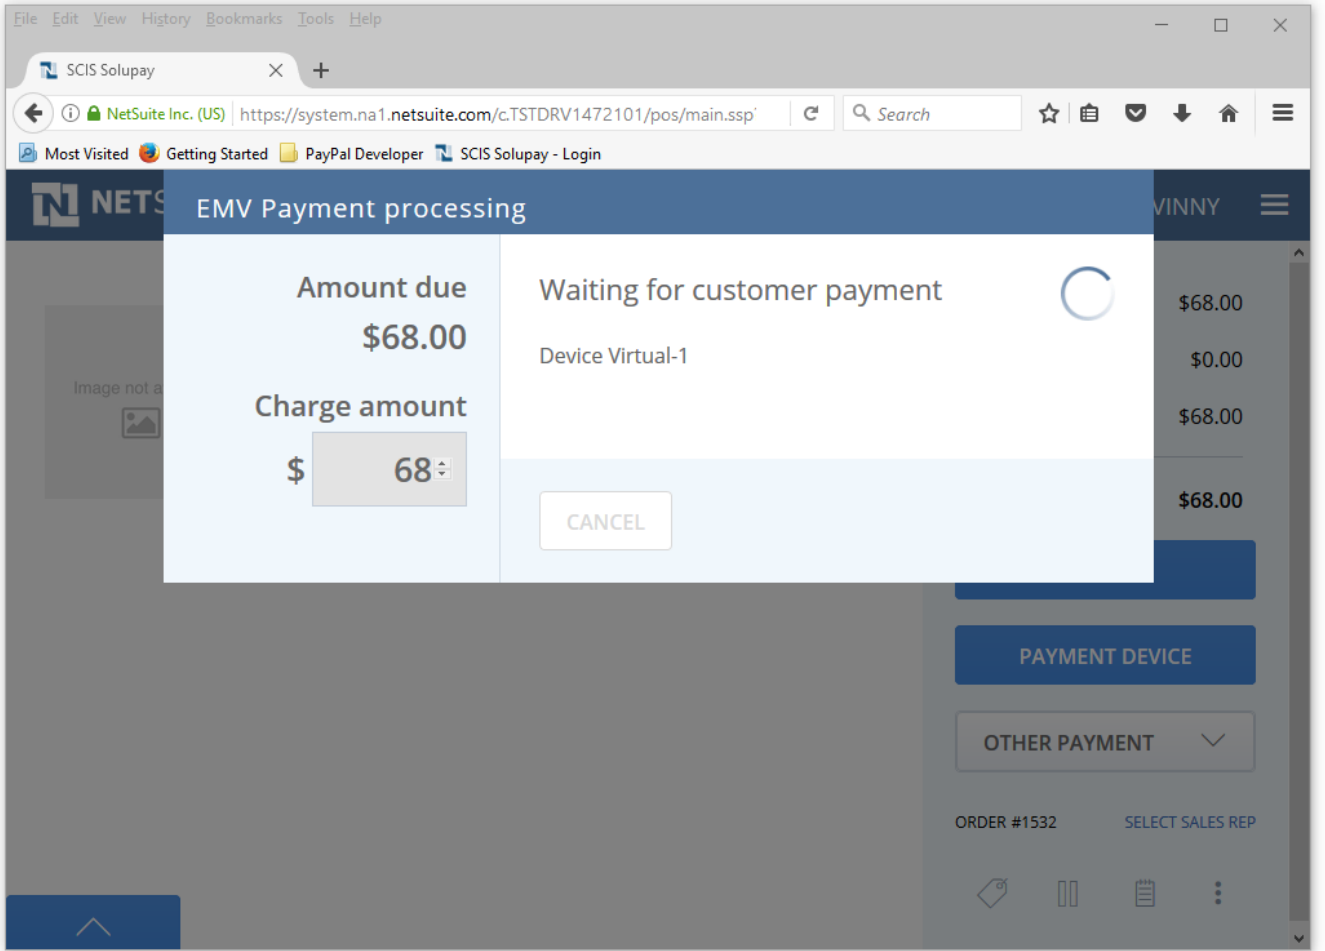 File Edit View History Bookmarks Tools Help
SCIS Solupay
NetSuite Inc. (US) https://system.na1.netsuite.com/c.TSTDRV1472101/pos/main.ssp
Search
Most Visited Getting Started PayPal Developer SCIS Solupay - Login
NETS
EMV Payment processing
VINNY
Amount due
$68.00
Charge amount
$ 68
Waiting for customer payment
Device Virtual-1
CANCEL
Image not a
$68.00
$0.00
$68.00
$68.00
PAYMENT DEVICE
OTHER PAYMENT
ORDER #1532 SELECT SALES REP